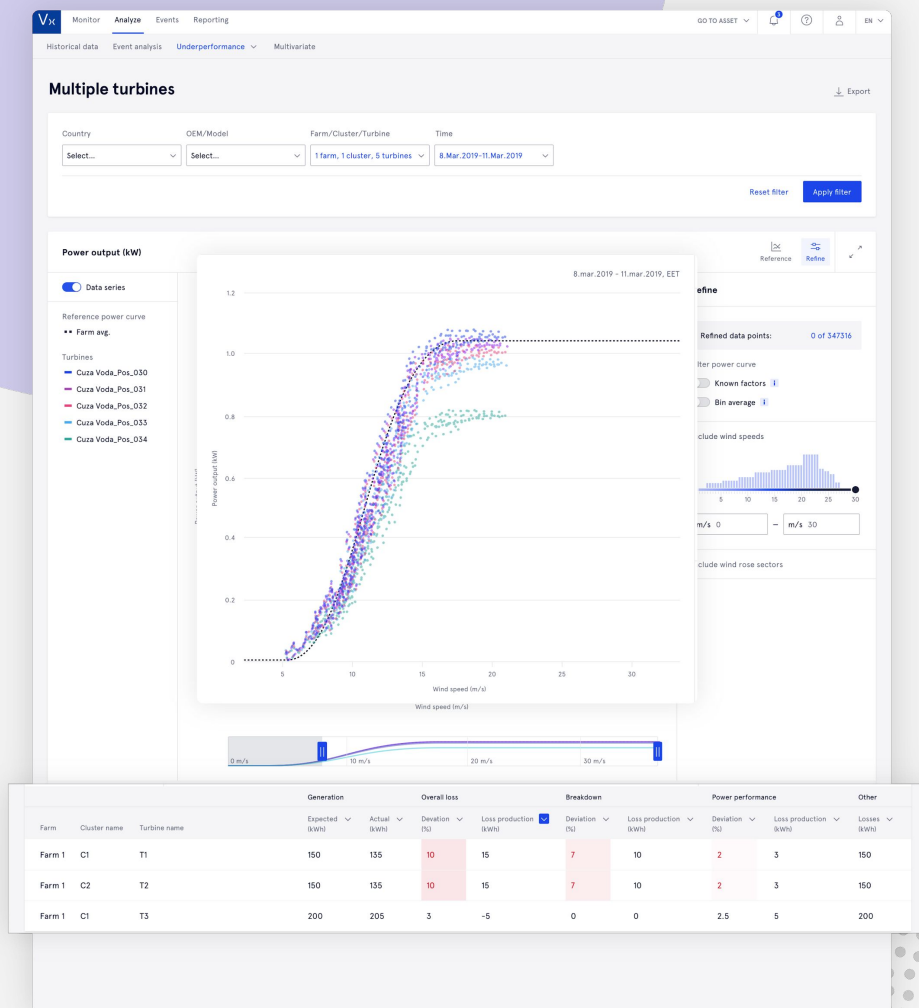 Vx Monitor Analyze Events Reporting GO TO ASSET 3 ? EN
Historical data Event analysis Underperformance Multivariate
Multiple turbines
Export
Country OEM/Model Farm/Cluster/Turbine Time
Select... Select... 1 farm, 1 cluster, 5 turbines 8.Mar.2019-11.Mar.2019
Reset filter Apply filter
Power output (kW)
Reference Refine
Data series
Reference power curve
Farm avg.
Turbines
Cuza Voda_Pos_030
Cuza Voda_Pos_031
Cuza Voda_Pos_032
Cuza Voda_Pos_033
Cuza Voda_Pos_034
8.mar.2019 - 11.mar.2019, EET
1.2
1.0
0.8
0.6
0.4
0.2
0
Power output (kW)
5 10 15 20 25 30
Wind speed (m/s)
Wind speed (m/s)
efine
Refined data points: 0 of 347316
lter power curve
Known factors i
Bin average i
clude wind speeds
5 10 15 20 25 30
m/s 0 – m/s 30
clude wind rose sectors
0 m/s 10 m/s 20 m/s 30 m/s
Generation Overall loss Breakdown Power performance Other
Farm Cluster name Turbine name Expected (kWh) Actual (kWh) Devation (%) Loss production (kWh) Deviation (%) Loss production (kWh) Deviation (%) Loss production (kWh) Losses (kWh)
Farm 1 C1 T1 150 135 10 15 7 10 2 3 150
Farm 1 C2 T2 150 135 10 15 7 10 2 3 150
Farm 1 C1 T3 200 205 3 -5 0 0 2.5 5 200